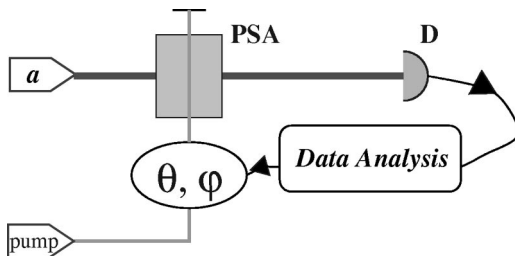 PSA
D
a
Data Analysis
θ, φ
pump